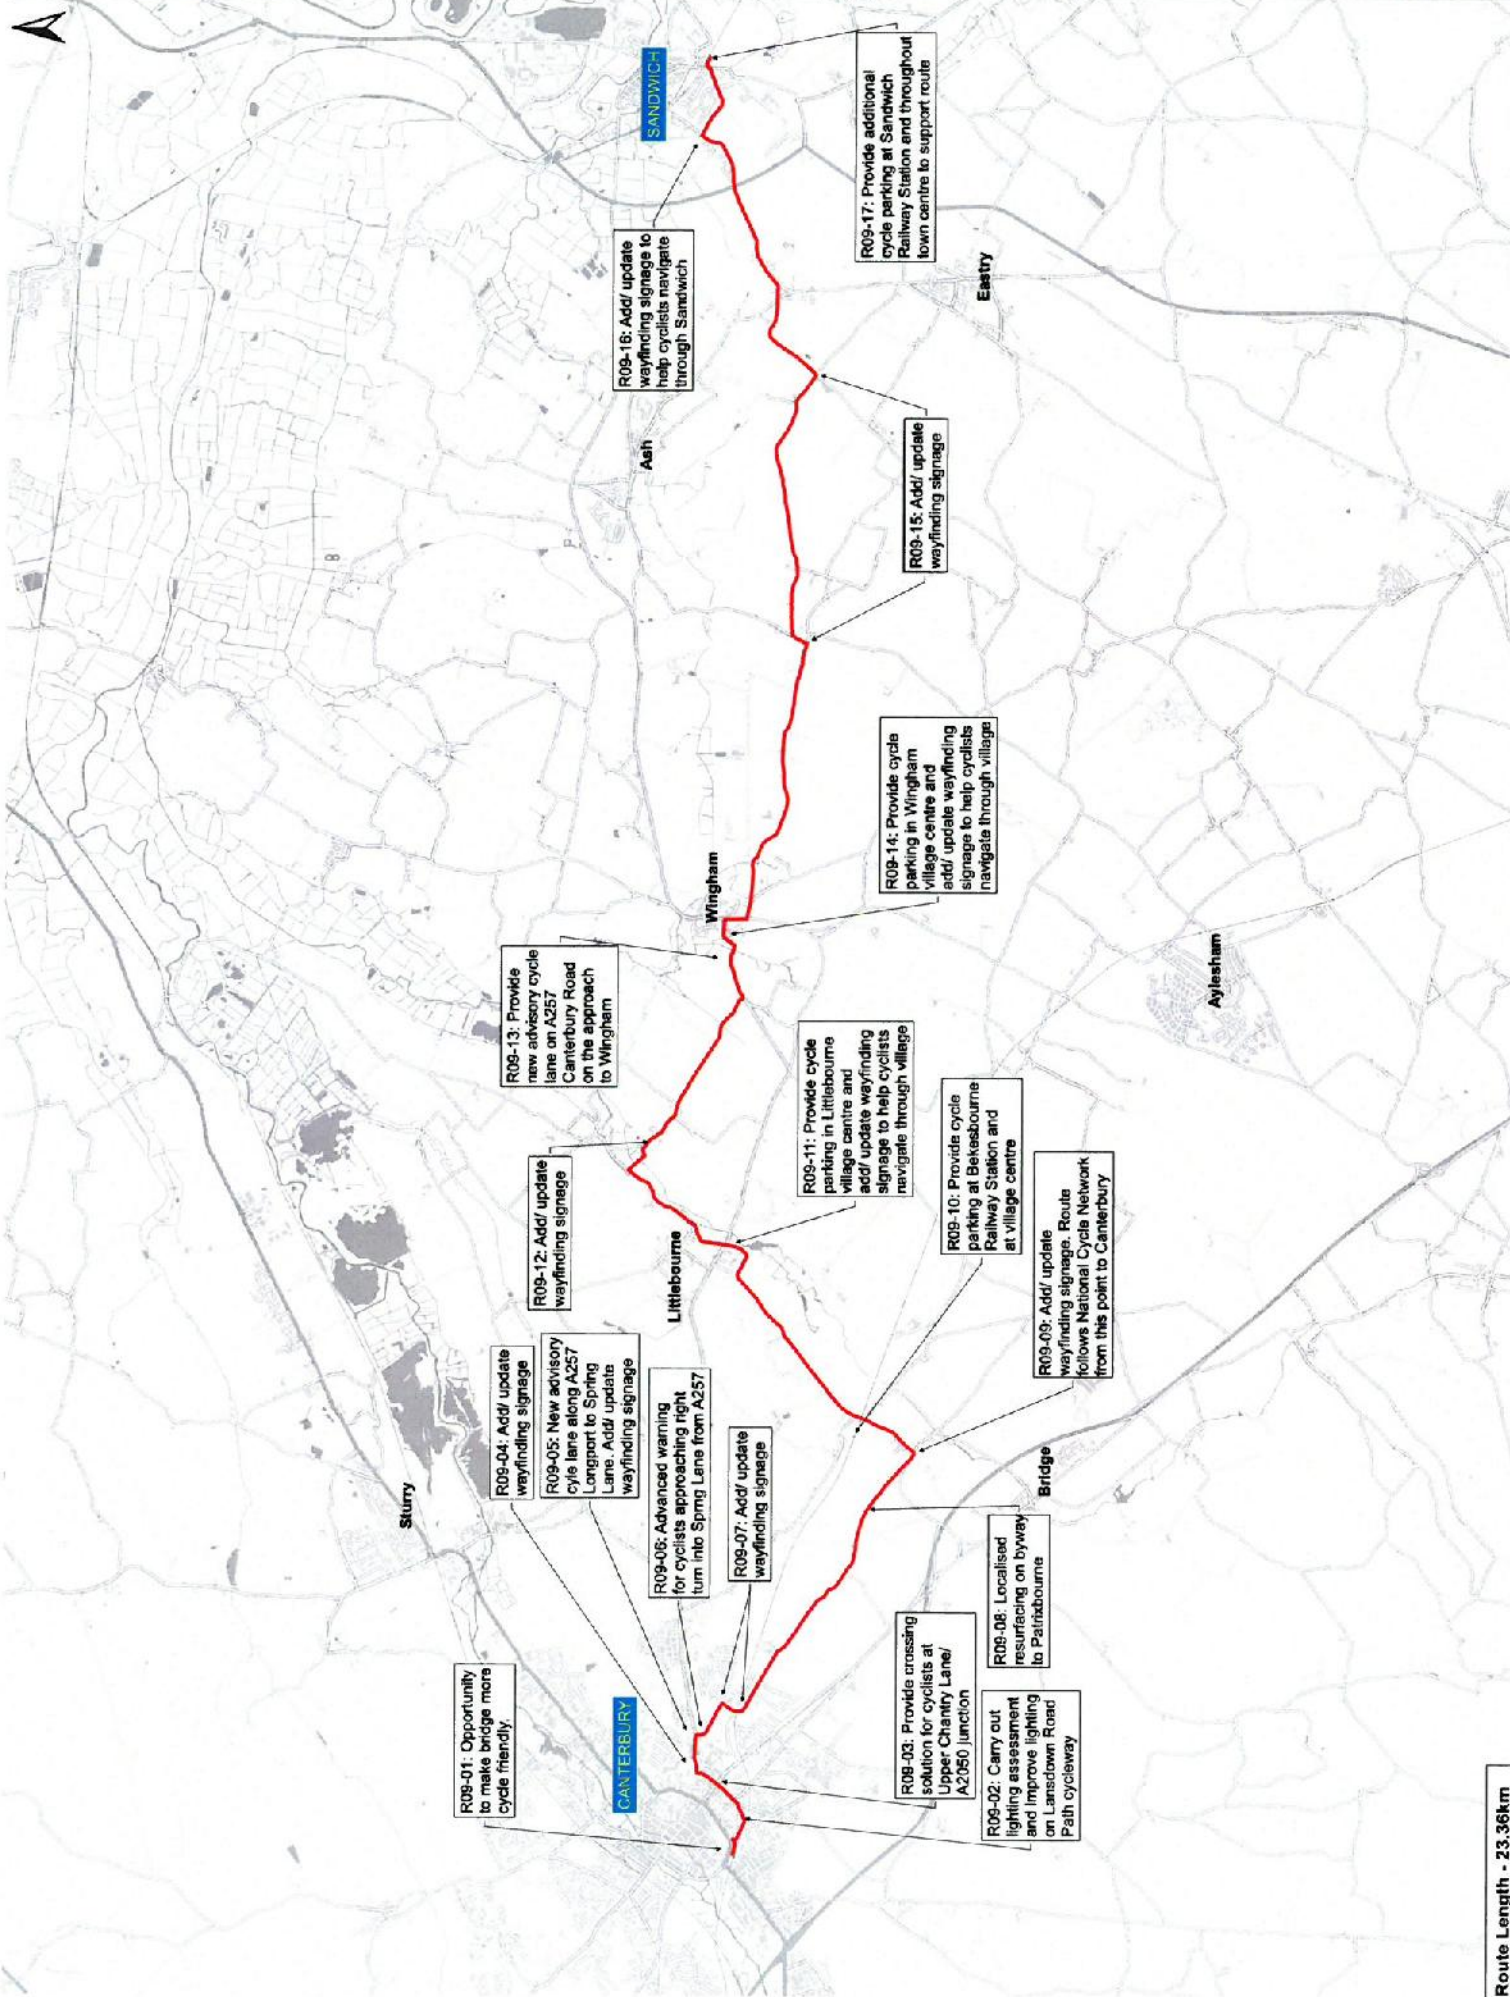 R09-01: Opportunity
to make bridge more
cycle friendly.
CANTERBURY
R09-02: Carry out
lighting assessment
and improve lighting
on Lansdown Road
Path cycleway
R09-03: Provide crossing
solution for cyclists at
Upper Chantry Lane/
A2050 junction
Sturry
R09-04: Add/ update
wayfinding signage
R09-05: New advisory
cyle lane along A257
Longport to Spring
Lane. Add/ update
wayfinding signage
R09-06: Advanced warning
for cyclists approaching right
turn into Spring Lane from A257
R09-07: Add/ update
wayfinding signage
R09-08: Localised
resurfacing on byway
to Patrixbourne
Bridge
R09-09: Add/ update
wayfinding signage. Route
follows National Cycle Network
from this point to Canterbury
R09-10: Provide cycle
parking at Bekesbourne
Railway Station and
at village centre
Littlebourne
R09-11: Provide cycle
parking in Littlebourne
village centre and
add/ update wayfinding
signage to help cyclists
navigate through village
R09-12: Add/ update
wayfinding signage
R09-13: Provide
new advisory cycle
lane on A257
Canterbury Road
on the approach
to Wingham
Wingham
Aylesham
R09-14: Provide cycle
parking in Wingham
village centre and
add/ update wayfinding
signage to help cyclists
navigate through village
R09-15: Add/ update
wayfinding signage
Ash
R09-16: Add/ update
wayfinding signage to
help cyclists navigate
through Sandwich
Eastry
SANDWICH
R09-17: Provide additional
cycle parking at Sandwich
Railway Station and throughout
town centre to support route
Route Length - 23.36km